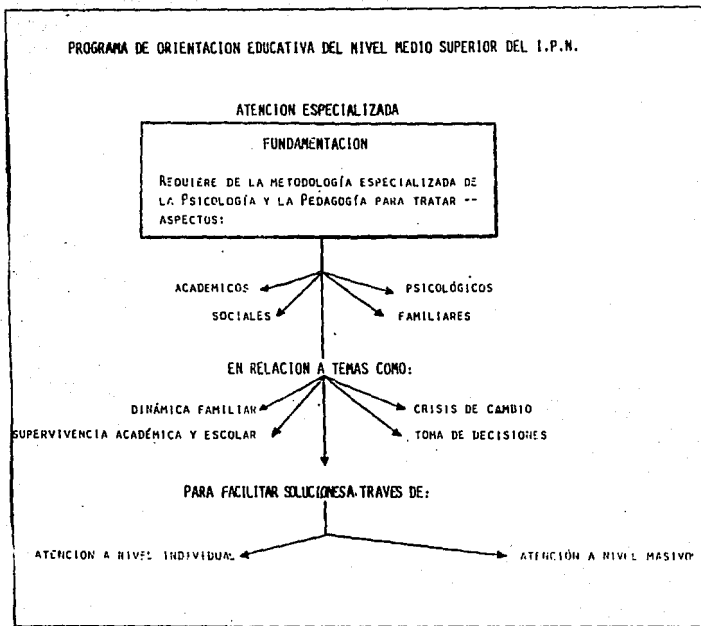 PROGRAMA DE ORIENTACION EDUCATIVA DEL NIVEL MEDIO SUPERIOR DEL I.P.N.
ATENCION ESPECIALIZADA
FUNDAMENTACION
REQUIERE DE LA METODOLOGÍA ESPECIALIZADA DE
LA PSICOLOGÍA Y LA PEDAGOGÍA PARA TRATAR --
ASPECTOS:
ACADEMICOS PSICOLÓGICOS
SOCIALES FAMILIARES
EN RELACION A TEMAS COMO:
DINÁMICA FAMILIAR CRISIS DE CAMBIO
SUPERVIVENCIA ACADÉMICA Y ESCOLAR TOMA DE DECISIONES
PARA FACILITAR SOLUCIONESA TRAVES DE:
ATENCION A NIVEL INDIVIDUAL ATENCIÓN A NIVEL MASIVO